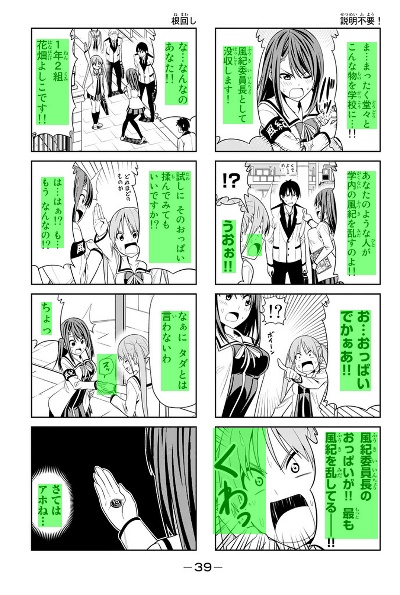 説明不要！
ま…まったく堂々と
こんな物を学校に…!!
風紀委員長として
没収します！
あなたのような人が
学内の風紀を乱すのよ!!
!?
うおぉ!!
お…おっぱい
でかぁあ!!
!?
風紀委員長の
おっぱいが!! 最も
風紀を乱してる――!!
くわっ
根回し
な…なんなの
あなた!!
1年2組
花畑よしこです!!
試しに そのおっぱい
揉んでみても
いいですか!?
は…はぁ!? も…
もう なんなの!?
なぁに タダとは
言わないわ
ちょっ
さては
アホね…
―39―